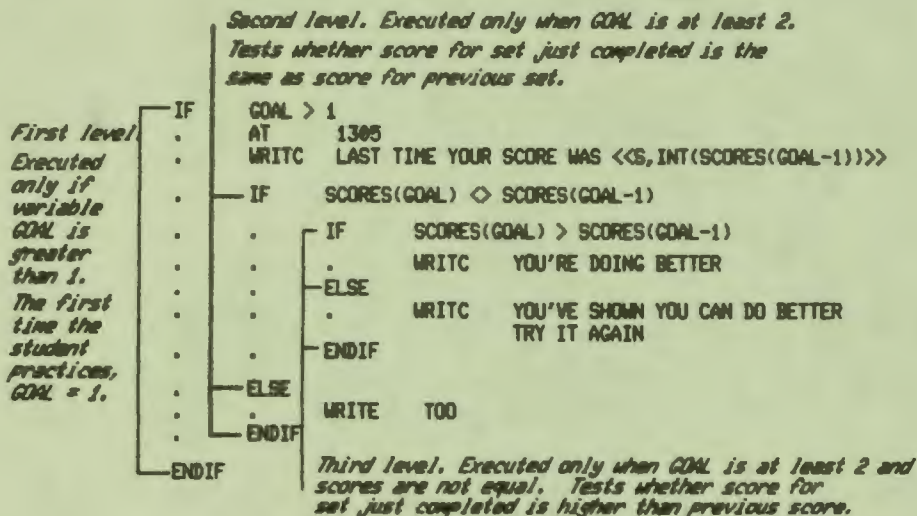 Second level. Executed only when GOAL is at least 2.
Tests whether score for set just completed is the
same as score for previous set.
First level.
Executed
only if
variable
GOAL is
greater
than 1.
The first
time the
student
practices,
GOAL = 1.
IF GOAL > 1
. AT 1305
. WRITC LAST TIME YOUR SCORE WAS <<S,INT(SCORES(GOAL-1))>>
. IF SCORES(GOAL) <> SCORES(GOAL-1)
. . IF SCORES(GOAL) > SCORES(GOAL-1)
. . . WRITC YOU'RE DOING BETTER
. . ELSE
. . . WRITC YOU'VE SHOWN YOU CAN DO BETTER
TRY IT AGAIN
. . ENDIF
. ELSE
. . WRITE TOO
. ENDIF
ENDIF
Third level. Executed only when GOAL is at least 2 and
scores are not equal. Tests whether score for
set just completed is higher than previous score.